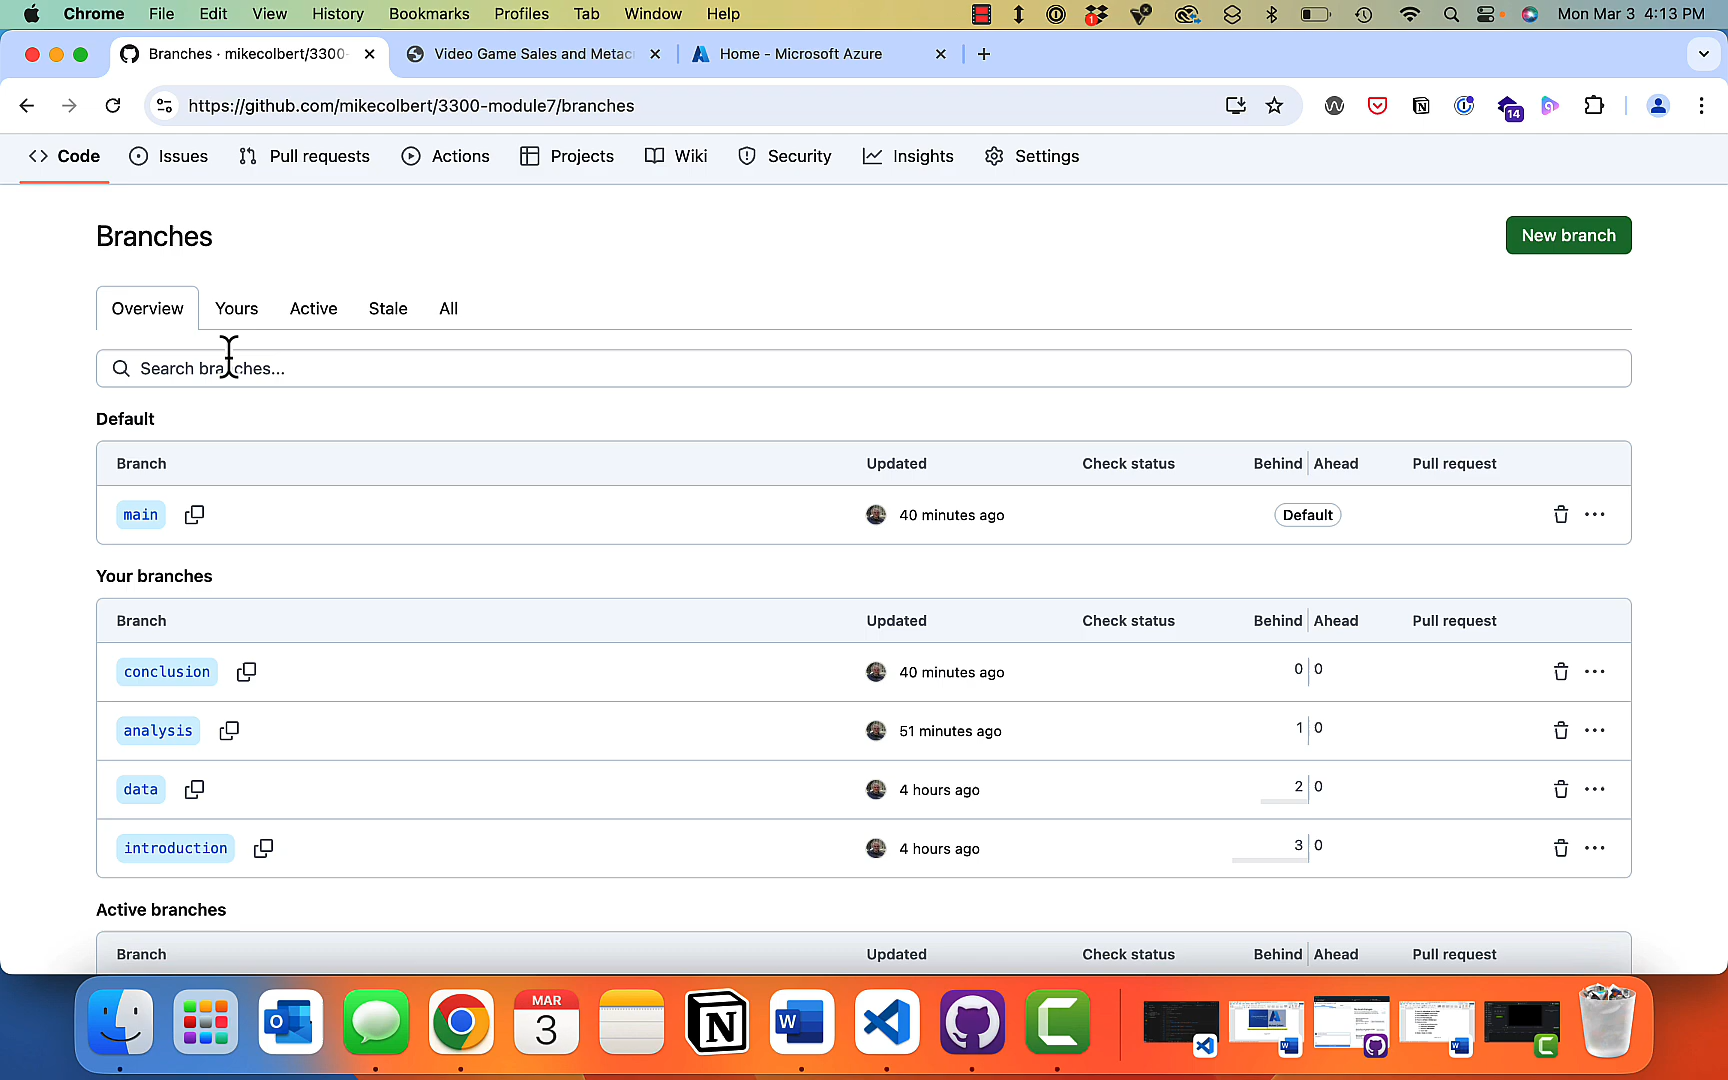 Chrome File Edit View History Bookmarks Profiles Tab Window Help 1 Mon Mar 3 4:13 PM
Branches · mikecolbert/3300- Video Game Sales and Metac Home - Microsoft Azure
https://github.com/mikecolbert/3300-module7/branches 14
Code Issues Pull requests Actions Projects Wiki Security Insights Settings
Branches New branch
Overview Yours Active Stale All
Search branches...
Default
Branch Updated Check status Behind Ahead Pull request
main 40 minutes ago Default
Your branches
Branch Updated Check status Behind Ahead Pull request
conclusion 40 minutes ago 0 0
analysis 51 minutes ago 1 0
data 4 hours ago 2 0
introduction 4 hours ago 3 0
Active branches
Branch Updated Check status Behind Ahead Pull request
MAR
3